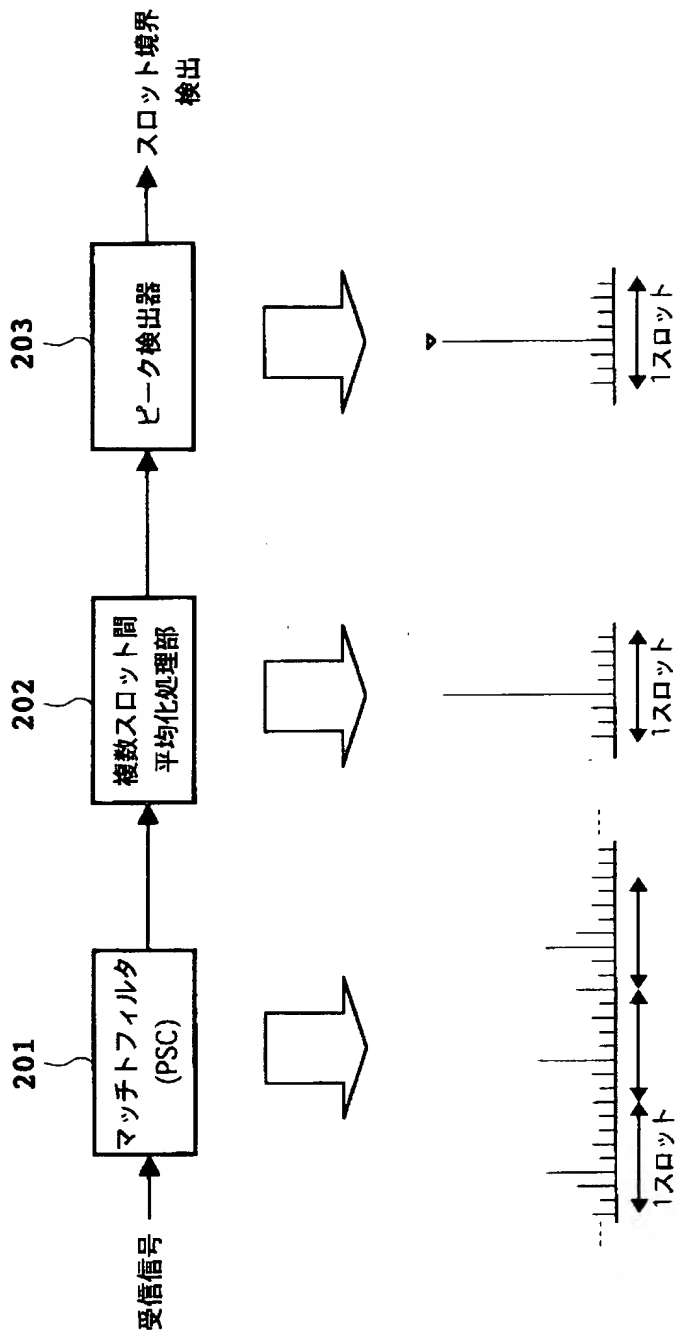 受信信号
201
マッチトフィルタ
(PSC)
202
複数スロット間
平均化処理部
203
ピーク検出器
スロット境界
検出
1スロット
1スロット
1スロット